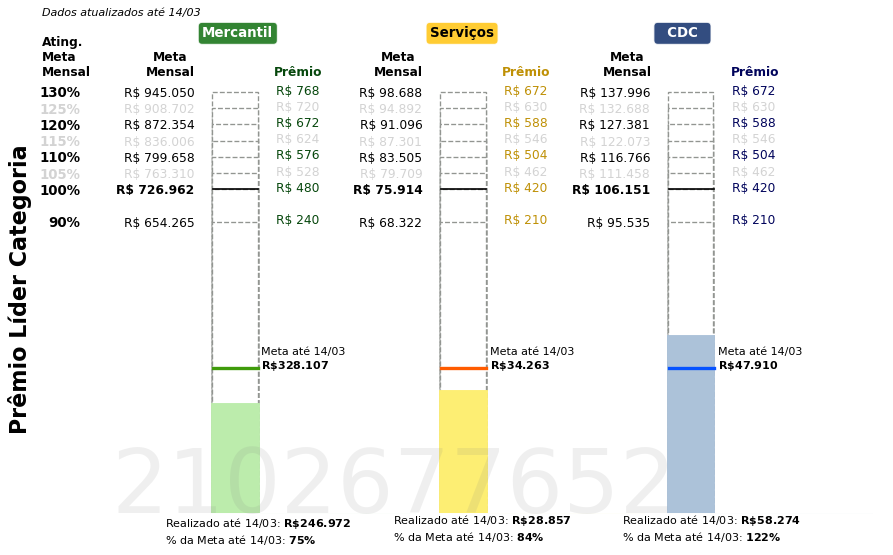 Dados atualizados até 14/03
Mercantil Serviços CDC
Ating. Meta Mensal Meta Mensal Prêmio Meta Mensal Prêmio Meta Mensal Prêmio
130% R$ 945.050 R$ 768 R$ 98.688 R$ 672 R$ 137.996 R$ 672
125% R$ 908.702 R$ 720 R$ 94.892 R$ 630 R$ 132.688 R$ 630
120% R$ 872.354 R$ 672 R$ 91.096 R$ 588 R$ 127.381 R$ 588
115% R$ 836.006 R$ 624 R$ 87.301 R$ 546 R$ 122.073 R$ 546
110% R$ 799.658 R$ 576 R$ 83.505 R$ 504 R$ 116.766 R$ 504
105% R$ 763.310 R$ 528 R$ 79.709 R$ 462 R$ 111.458 R$ 462
100% R$ 726.962 R$ 480 R$ 75.914 R$ 420 R$ 106.151 R$ 420
90% R$ 654.265 R$ 240 R$ 68.322 R$ 210 R$ 95.535 R$ 210
Prêmio Líder Categoria
Meta até 14/03 Meta até 14/03 Meta até 14/03
R$328.107 R$34.263 R$47.910
2102677652
Realizado até 14/03: R$246.972 Realizado até 14/03: R$28.857 Realizado até 14/03: R$58.274
% da Meta até 14/03: 75% % da Meta até 14/03: 84% % da Meta até 14/03: 122%